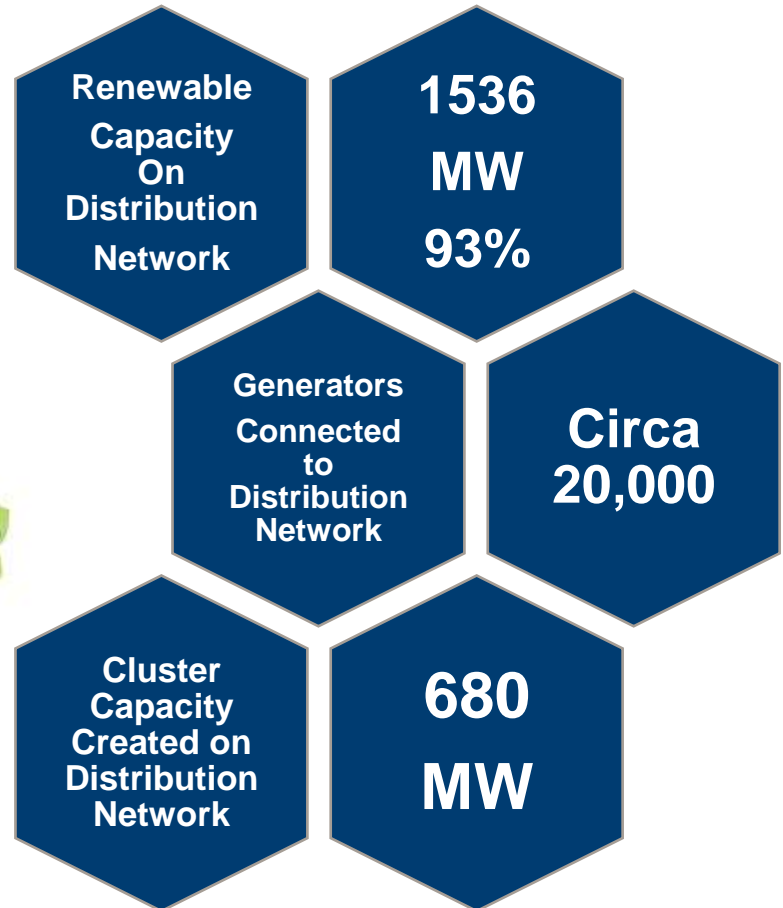 Renewable
Capacity
On
Distribution
Network
1536
MW
93%
Generators
Connected
to
Distribution
Network
Circa
20,000
Cluster
Capacity
Created on
Distribution
Network
680
MW